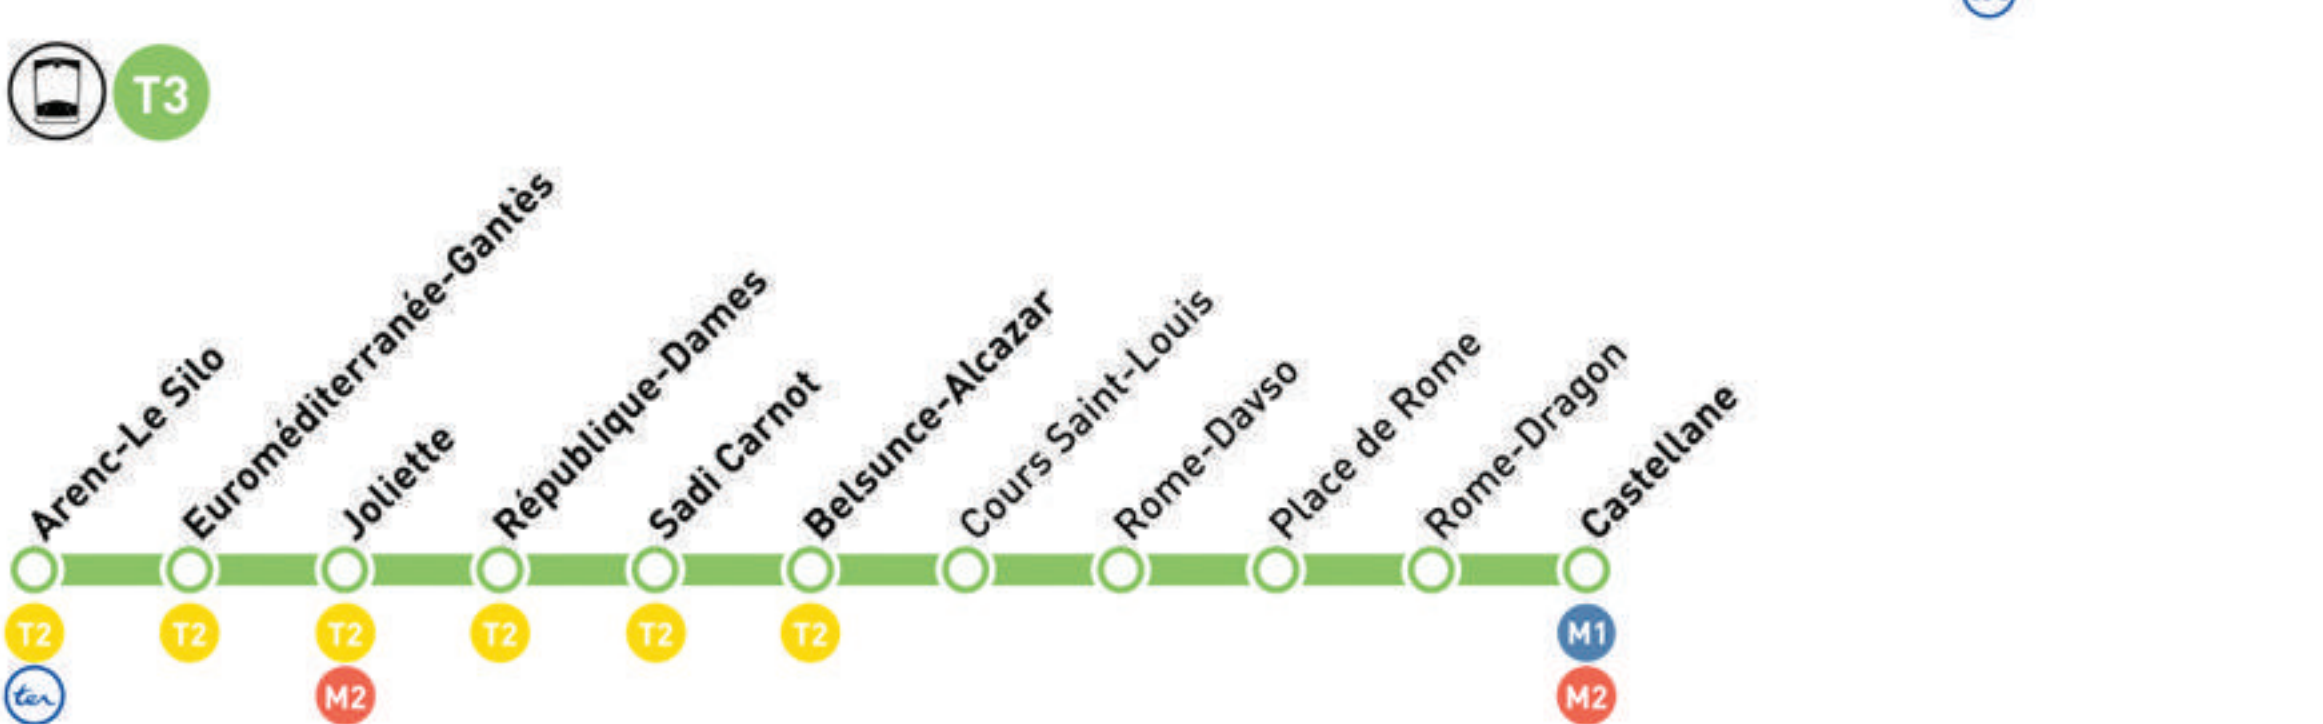 T3
Arenc-Le Silo
Euroméditerranée-Gantès
Joliette
République-Dames
Sadi Carnot
Belsunce-Alcazar
Cours Saint-Louis
Rome-Davso
Place de Rome
Rome-Dragon
Castellane
T2 T2 T2 T2 T2 T2 M1
ter M2 M2